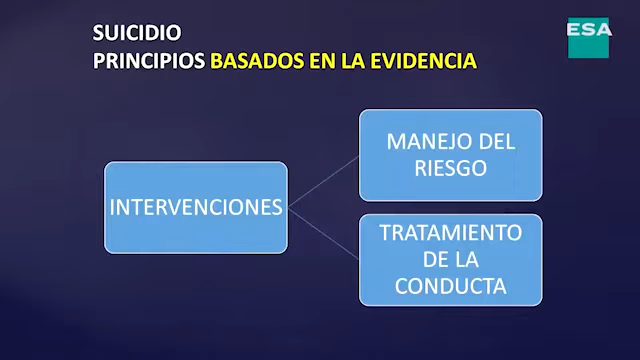 SUICIDIO
PRINCIPIOS BASADOS EN LA EVIDENCIA
ESA
INTERVENCIONES
MANEJO DEL
RIESGO
TRATAMIENTO
DE LA
CONDUCTA